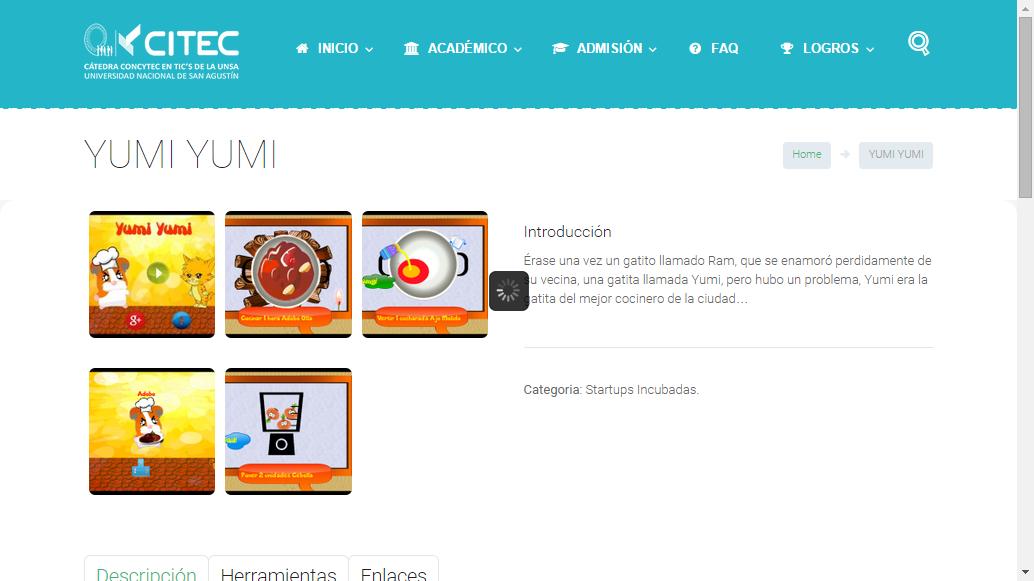 CITEC
CÁTEDRA CONCYTEC EN TIC'S DE LA UNSA
UNIVERSIDAD NACIONAL DE SAN AGUSTÍN
INICIO
ACADÉMICO
ADMISIÓN
FAQ
LOGROS
YUMI YUMI
Home
YUMI YUMI
Yumi Yumi
g+
Cocinar 1 hora Adobo Olla
Verter 1 cucharada Ajo Molido
Adobo
Poner 2 unidades Cebolla
Introducción
Érase una vez un gatito llamado Ram, que se enamoró perdidamente de
su vecina, una gatita llamada Yumi, pero hubo un problema, Yumi era la
gatita del mejor cocinero de la ciudad…
Categoria: Startups Incubadas.
Descripción
Herramientas
Enlaces